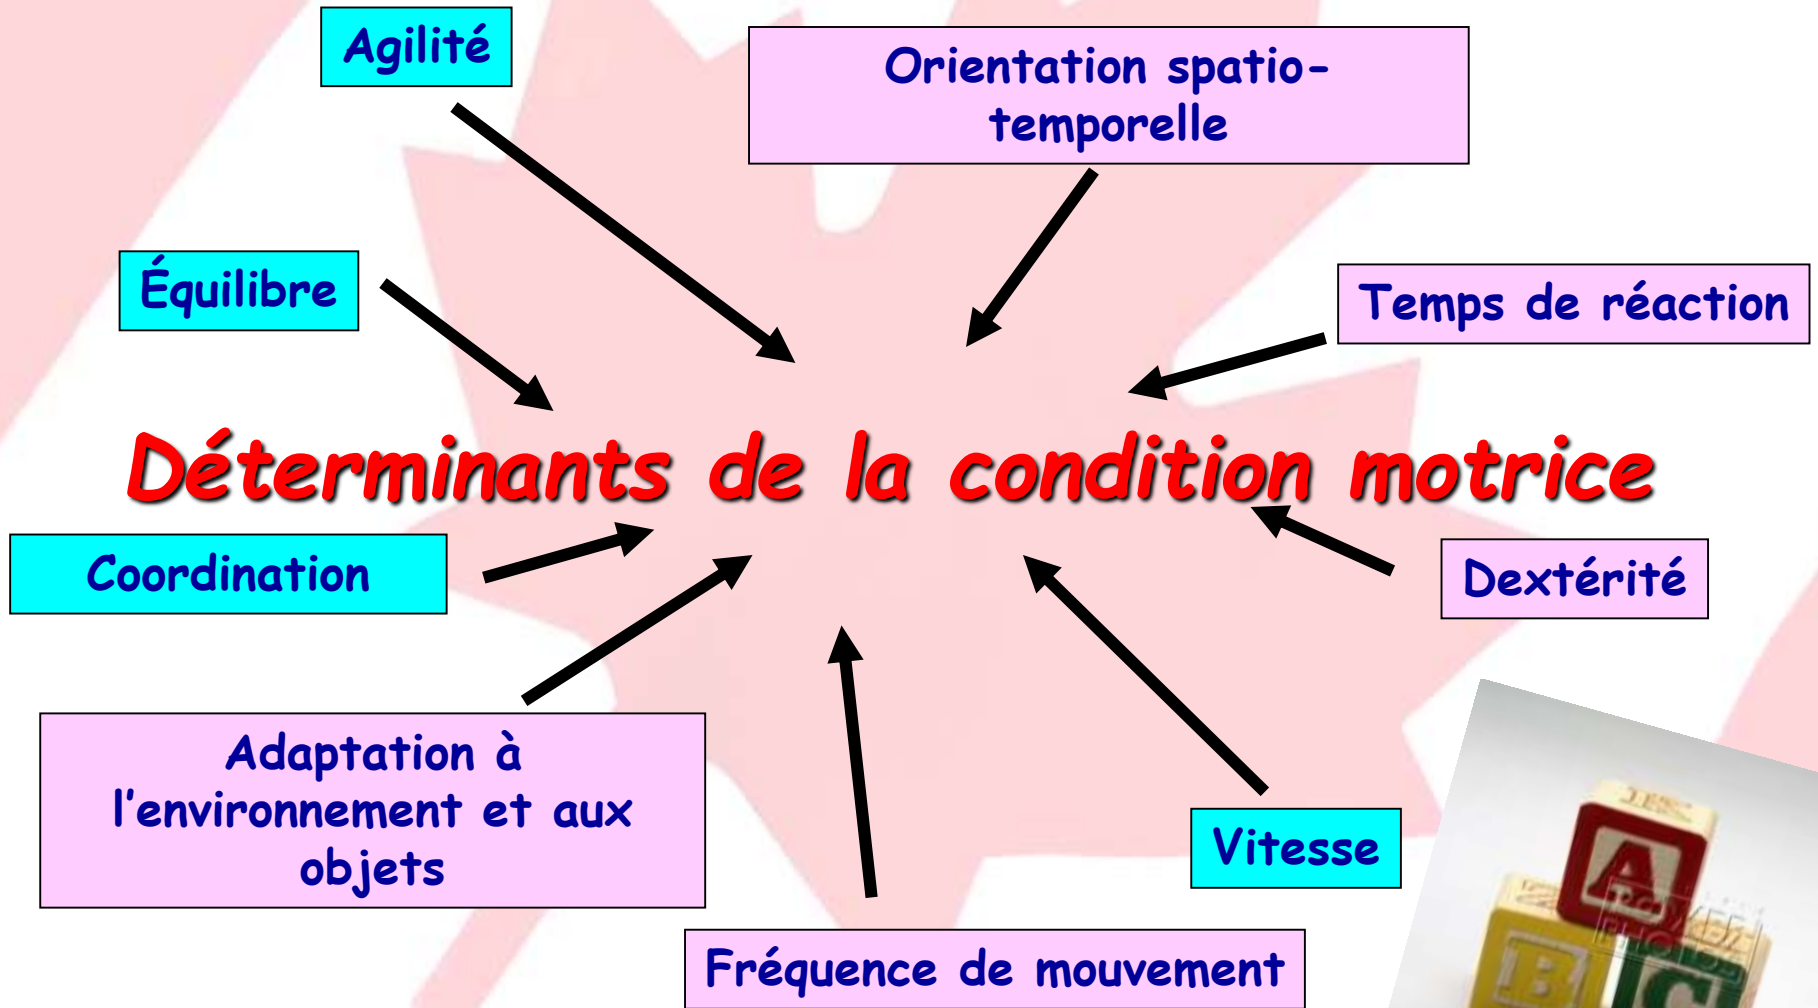 Agilité
Orientation spatio-
temporelle
Équilibre
Temps de réaction
Déterminants de la condition motrice
Coordination
Dextérité
Adaptation à
l'environnement et aux
objets
Vitesse
Fréquence de mouvement
A
B
C